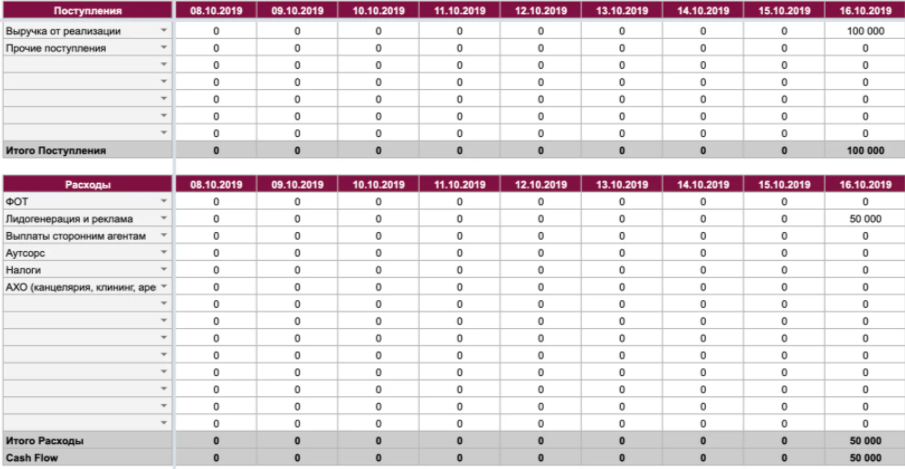 Поступления 08.10.2019 09.10.2019 10.10.2019 11.10.2019 12.10.2019 13.10.2019 14.10.2019 15.10.2019 16.10.2019
Выручка от реализации 0 0 0 0 0 0 0 0 100 000
Прочие поступления 0 0 0 0 0 0 0 0 0
0 0 0 0 0 0 0 0 0
0 0 0 0 0 0 0 0 0
0 0 0 0 0 0 0 0 0
0 0 0 0 0 0 0 0 0
0 0 0 0 0 0 0 0 0
Итого Поступления 0 0 0 0 0 0 0 0 100 000
Расходы 08.10.2019 09.10.2019 10.10.2019 11.10.2019 12.10.2019 13.10.2019 14.10.2019 15.10.2019 16.10.2019
ФОТ 0 0 0 0 0 0 0 0 0
Лидогенерация и реклама 0 0 0 0 0 0 0 0 50 000
Выплаты сторонним агентам 0 0 0 0 0 0 0 0 0
Аутсорс 0 0 0 0 0 0 0 0 0
Налоги 0 0 0 0 0 0 0 0 0
АХО (канцелярия, клининг, аре 0 0 0 0 0 0 0 0 0
0 0 0 0 0 0 0 0 0
0 0 0 0 0 0 0 0 0
0 0 0 0 0 0 0 0 0
0 0 0 0 0 0 0 0 0
0 0 0 0 0 0 0 0 0
0 0 0 0 0 0 0 0 0
0 0 0 0 0 0 0 0 0
0 0 0 0 0 0 0 0 0
Итого Расходы 0 0 0 0 0 0 0 0 50 000
Cash Flow 0 0 0 0 0 0 0 0 50 000